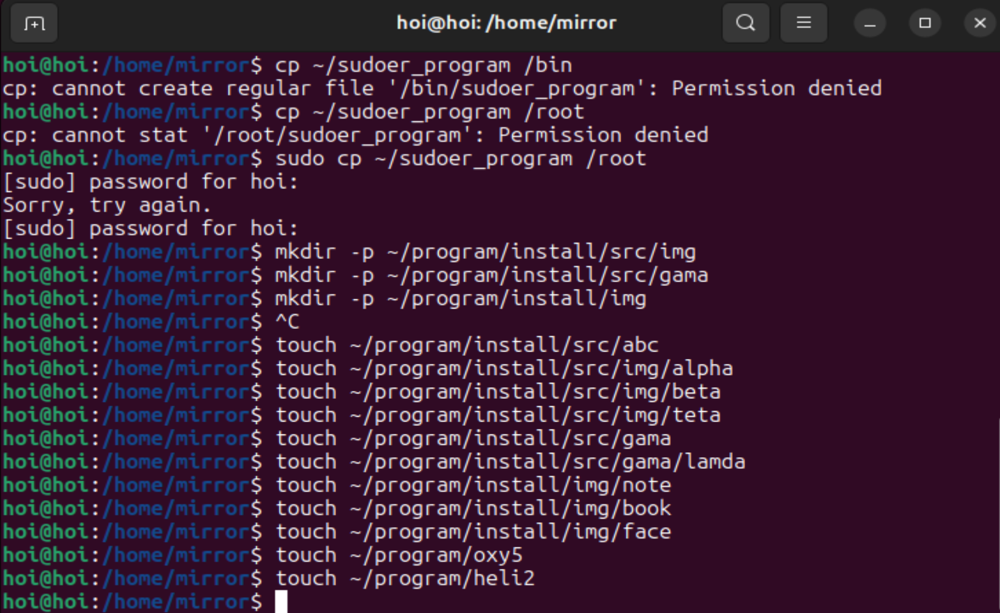 hoi@hoi: /home/mirror
hoi@hoi:/home/mirror$ cp ~/sudoer_program /bin
cp: cannot create regular file '/bin/sudoer_program': Permission denied
hoi@hoi:/home/mirror$ cp ~/sudoer_program /root
cp: cannot stat '/root/sudoer_program': Permission denied
hoi@hoi:/home/mirror$ sudo cp ~/sudoer_program /root
[sudo] password for hoi:
Sorry, try again.
[sudo] password for hoi:
hoi@hoi:/home/mirror$ mkdir -p ~/program/install/src/img
hoi@hoi:/home/mirror$ mkdir -p ~/program/install/src/gama
hoi@hoi:/home/mirror$ mkdir -p ~/program/install/img
hoi@hoi:/home/mirror$ ^C
hoi@hoi:/home/mirror$ touch ~/program/install/src/abc
hoi@hoi:/home/mirror$ touch ~/program/install/src/img/alpha
hoi@hoi:/home/mirror$ touch ~/program/install/src/img/beta
hoi@hoi:/home/mirror$ touch ~/program/install/src/img/teta
hoi@hoi:/home/mirror$ touch ~/program/install/src/gama
hoi@hoi:/home/mirror$ touch ~/program/install/src/gama/lamda
hoi@hoi:/home/mirror$ touch ~/program/install/img/note
hoi@hoi:/home/mirror$ touch ~/program/install/img/book
hoi@hoi:/home/mirror$ touch ~/program/install/img/face
hoi@hoi:/home/mirror$ touch ~/program/oxy5
hoi@hoi:/home/mirror$ touch ~/program/heli2
hoi@hoi:/home/mirror$